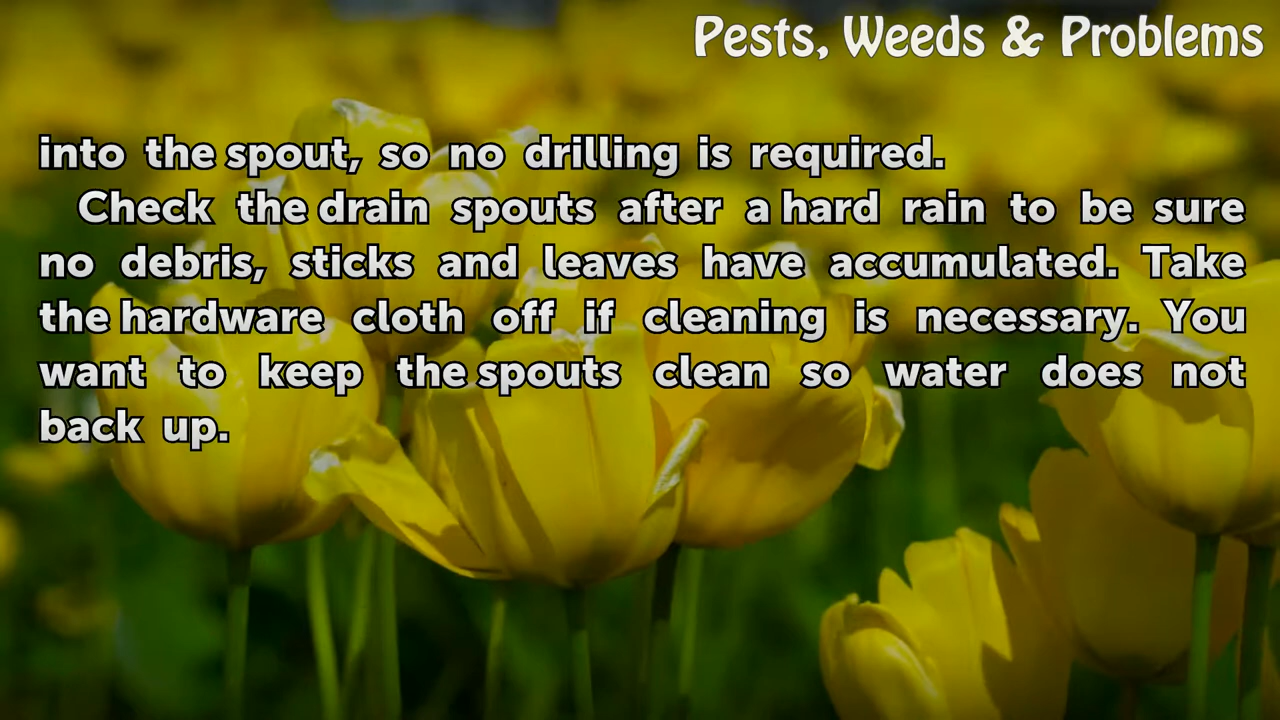 Pests, Weeds & Problems
into the spout, so no drilling is required.
Check the drain spouts after a hard rain to be sure
no debris, sticks and leaves have accumulated. Take
the hardware cloth off if cleaning is necessary. You
want to keep the spouts clean so water does not
back up.